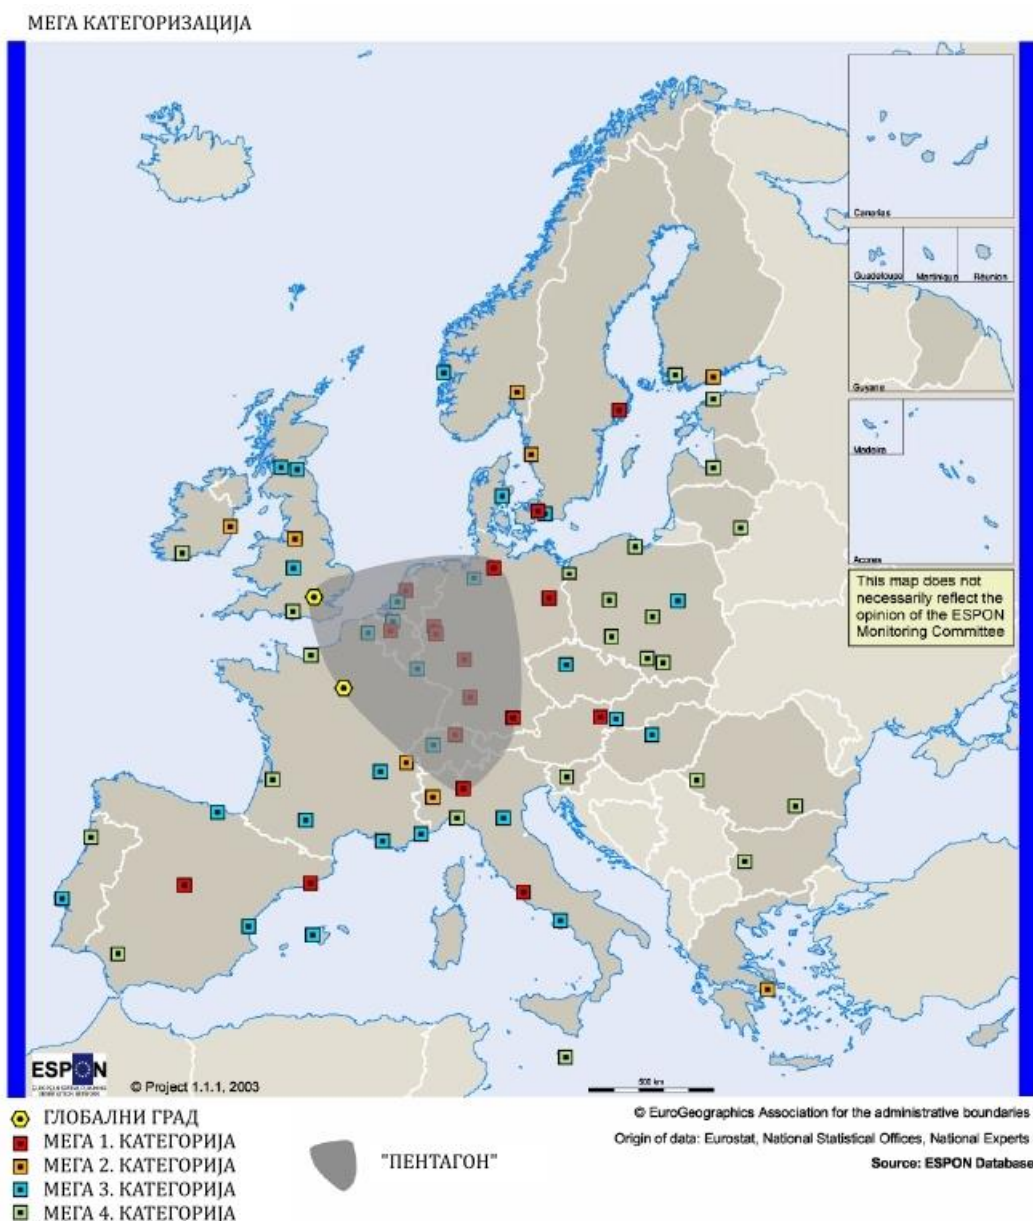 МЕГА КАТЕГОРИЗАЦИЈА
Canarias
Guadeloupe
Martinique
Réunion
Guyane
Madeira
Acores
This map does not
necessarily reflect the
opinion of the ESPON
Monitoring Committee
ESPON
© Project 1.1.1, 2003
500 km
ГЛОБАЛНИ ГРАД
МЕГА 1. КАТЕГОРИЈА
МЕГА 2. КАТЕГОРИЈА
МЕГА 3. КАТЕГОРИЈА
МЕГА 4. КАТЕГОРИЈА
"ПЕНТАГОН"
© EuroGeographics Association for the administrative boundaries
Origin of data: Eurostat, National Statistical Offices, National Experts
Source: ESPON Database